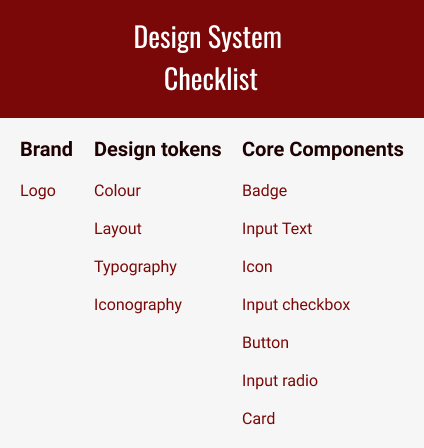 Design System
Checklist
Brand
Logo
Design tokens
Colour
Layout
Typography
Iconography
Core Components
Badge
Input Text
Icon
Input checkbox
Button
Input radio
Card